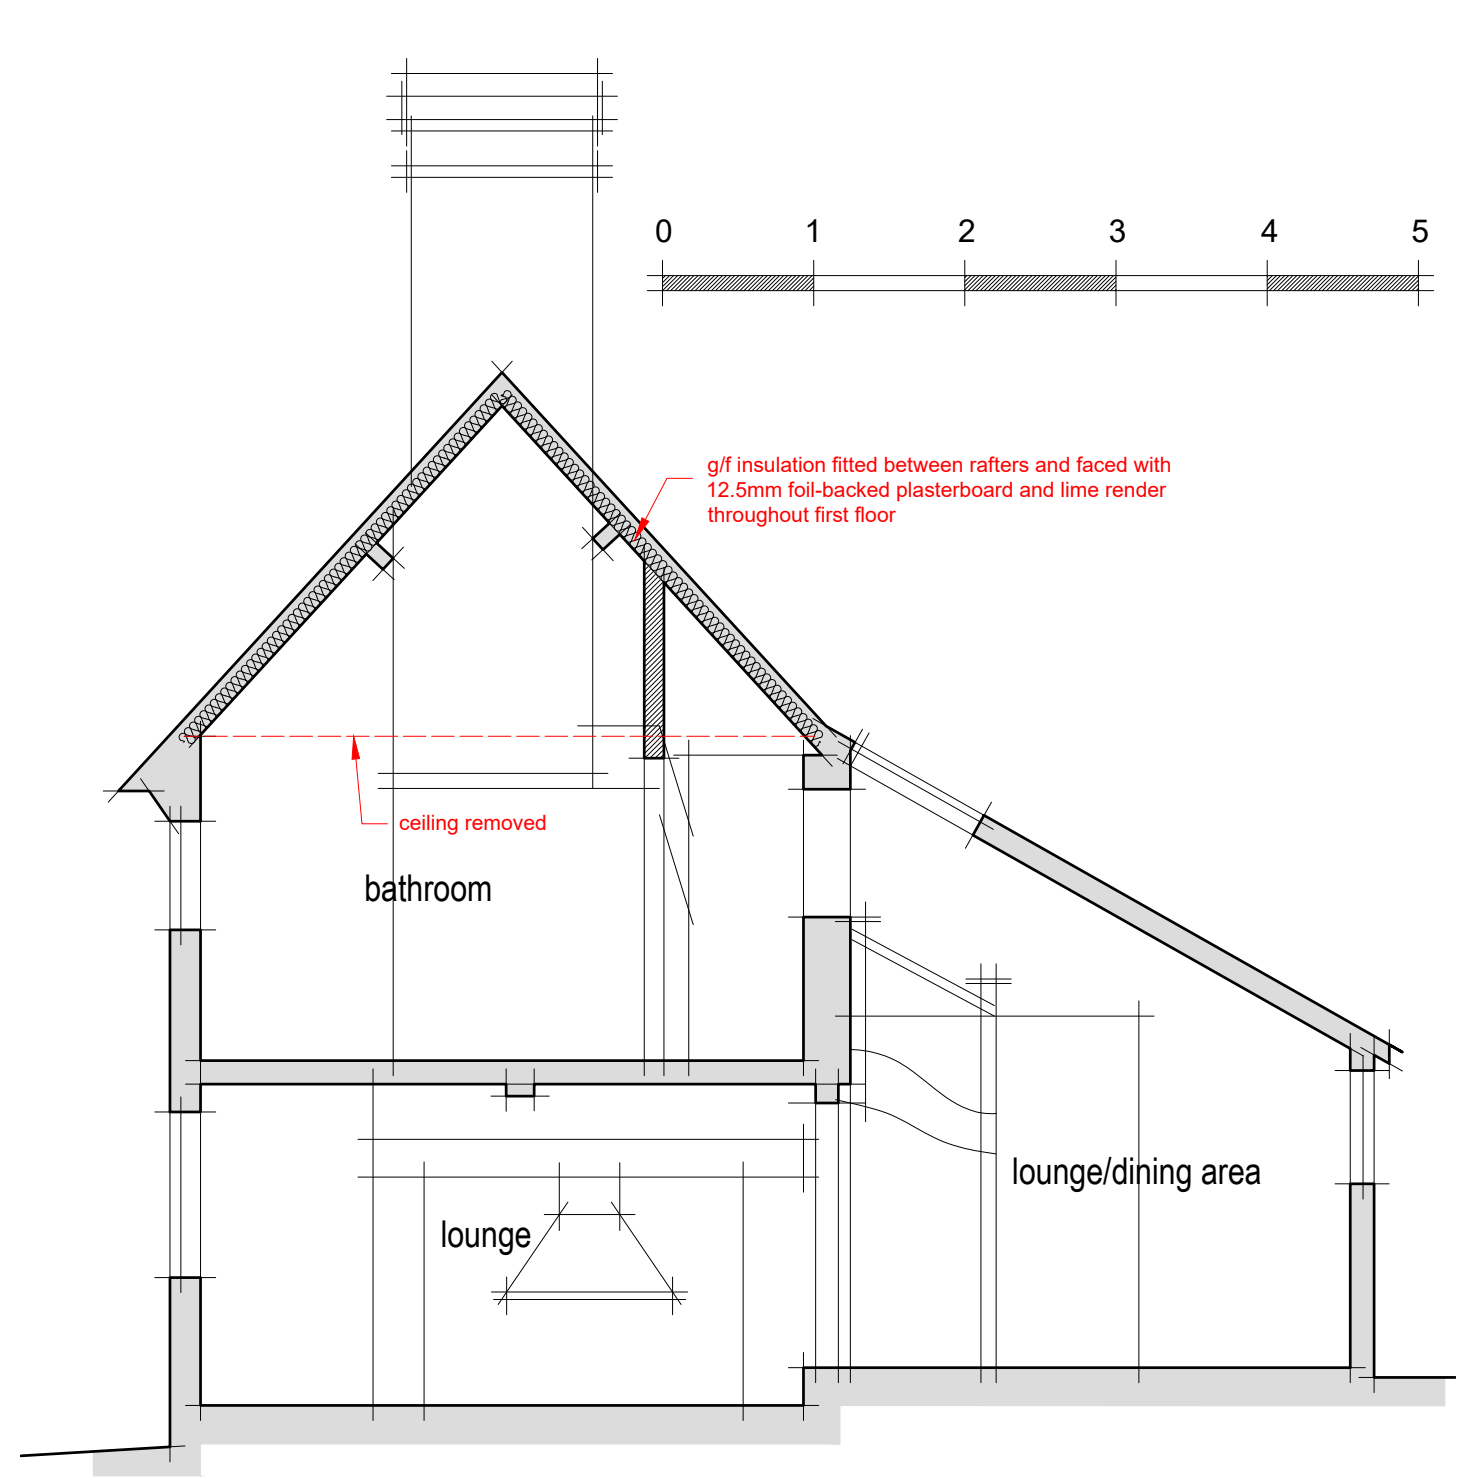 0 1 2 3 4 5
g/f insulation fitted between rafters and faced with
12.5mm foil-backed plasterboard and lime render
throughout first floor
ceiling removed
bathroom
lounge/dining area
lounge